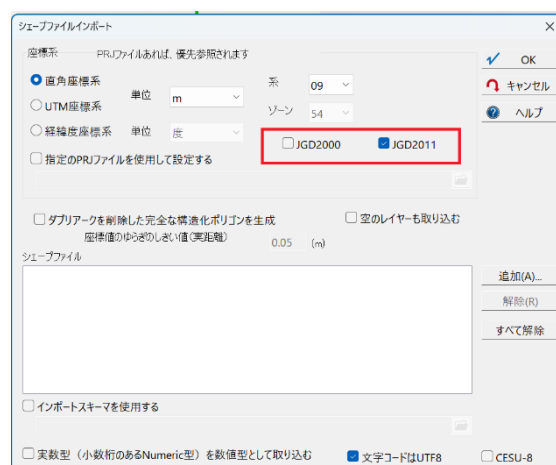 シェープファイルインポート
座標系 PRJファイルあれば、優先参照されます
直角座標系 単位 m 系 09
UTM座標系 ゾーン 54
経緯度座標系 単位 度 JGD2000 JGD2011
指定のPRJファイルを使用して設定する
OK
キャンセル
ヘルプ
ダブリアークを削除した完全な構造化ポリゴンを生成 空のレイヤーも取り込む
座標値のゆらぎのしきい値(実距離) 0.05 (m)
シェープファイル
追加(A)...
解除(R)
すべて解除
インポートスキーマを使用する
実数型（小数桁のあるNumeric型）を数値型として取り込む 文字コードはUTF8 CESU-8